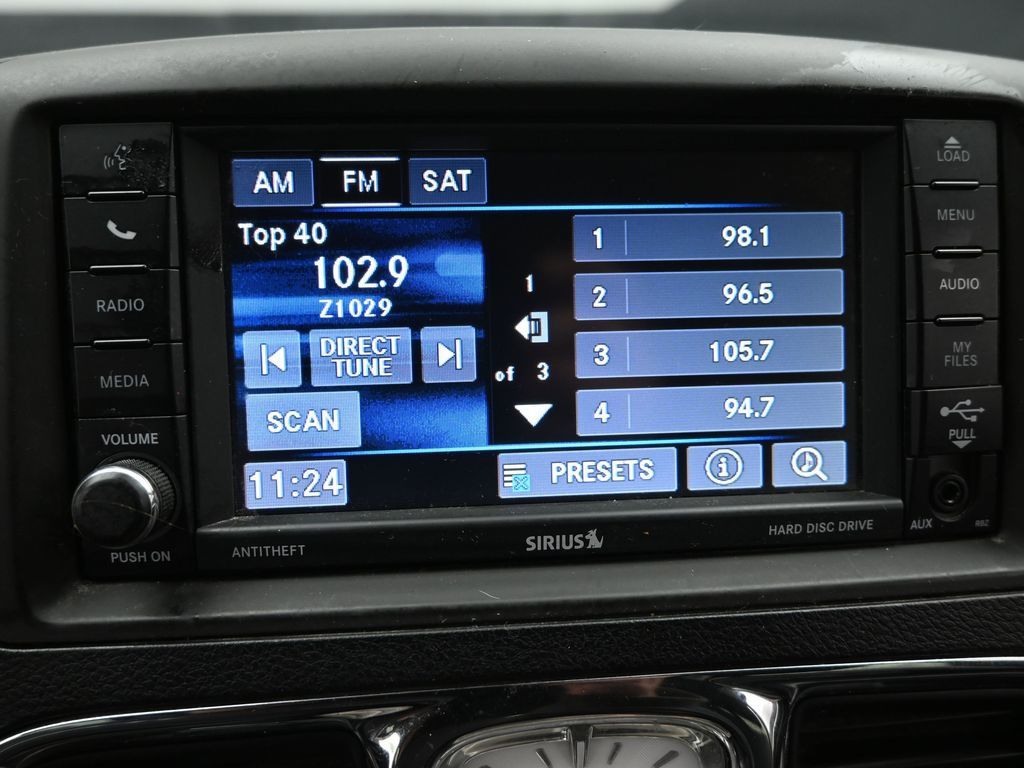 AM FM SAT
Top 40
102.9
Z1029
DIRECT
TUNE
SCAN
11:24
1
of 3
1 98.1
2 96.5
3 105.7
4 94.7
PRESETS
i
RADIO
MEDIA
VOLUME
PUSH ON
LOAD
MENU
AUDIO
MY
FILES
PULL
AUX
RBZ
ANTITHEFT
SIRIUS
HARD DISC DRIVE